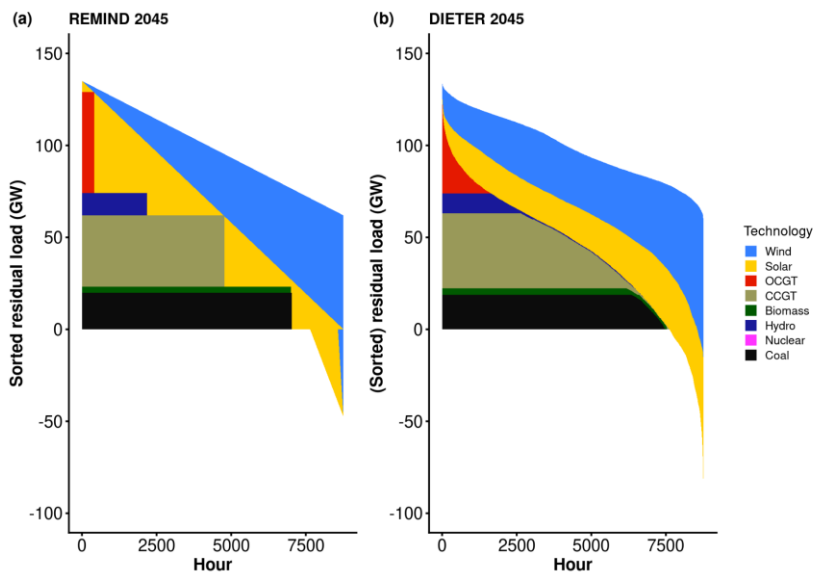 (a) REMIND 2045
Sorted residual load (GW)
150
100
50
0
-50
-100
0 2500 5000 7500
Hour
(b) DIETER 2045
(Sorted) residual load (GW)
150
100
50
0
-50
-100
0 2500 5000 7500
Hour
Technology
Wind
Solar
OCGT
CCGT
Biomass
Hydro
Nuclear
Coal